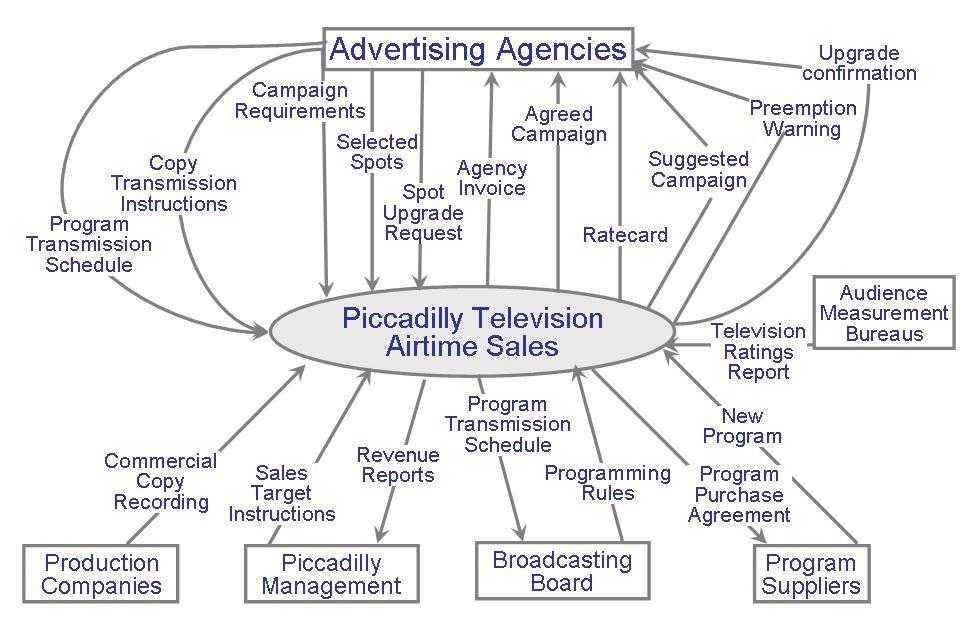 Advertising Agencies
Upgrade
confirmation
Campaign
Requirements
Preemption
Warning
Agreed
Campaign
Selected
Spots
Suggested
Campaign
Agency
Invoice
Copy
Transmission
Instructions
Spot
Upgrade
Request
Program
Transmission
Schedule
Ratecard
Piccadilly Television
Airtime Sales
Audience
Measurement
Bureaus
Television
Ratings
Report
Program
Transmission
Schedule
New
Program
Commercial
Copy
Recording
Sales
Target
Instructions
Revenue
Reports
Programming
Rules
Program
Purchase
Agreement
Production
Companies
Piccadilly
Management
Broadcasting
Board
Program
Suppliers